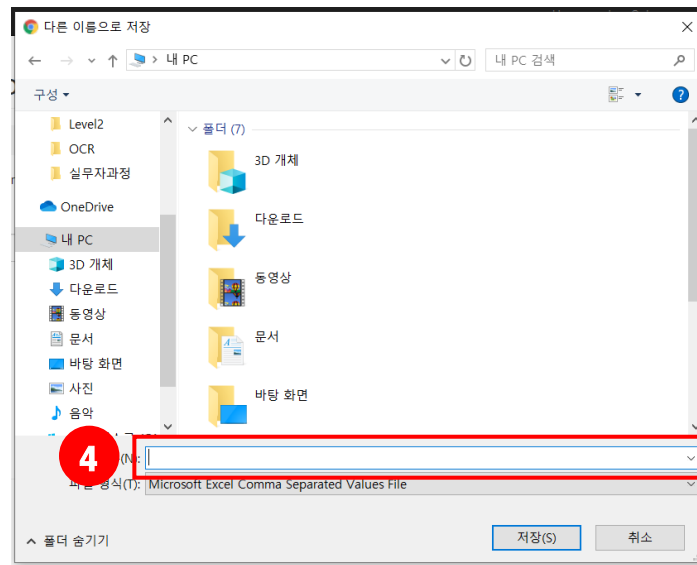 다른 이름으로 저장
내 PC
내 PC 검색
구성
Level2
OCR
실무자과정
OneDrive
내 PC
3D 개체
다운로드
동영상
문서
바탕 화면
사진
음악
폴더 (7)
3D 개체
다운로드
동영상
문서
바탕 화면
4
(N):
파일 형식(T): Microsoft Excel Comma Separated Values File
폴더 숨기기
저장(S)
취소